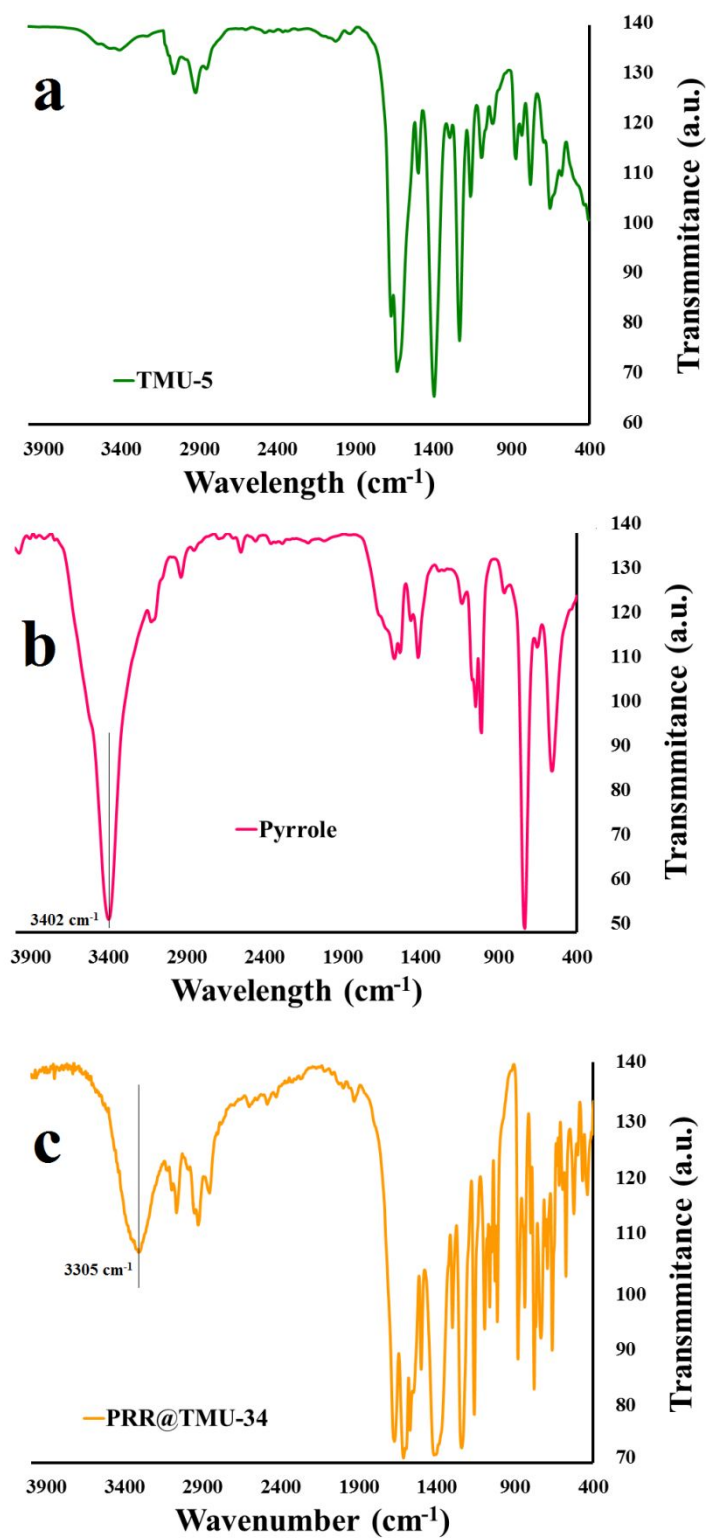 a
140
130
120
110
100
90
80
70
60
Transmmitance (a.u.)
TMU-5
3900 3400 2900 2400 1900 1400 900 400
Wavelength (cm-1)
b
140
130
120
110
100
90
80
70
60
50
Transmmitance (a.u.)
Pyrrole
3402 cm-1
3900 3400 2900 2400 1900 1400 900 400
Wavelength (cm-1)
c
140
130
120
110
100
90
80
70
Transmmitance (a.u.)
3305 cm-1
PRR@TMU-34
3900 3400 2900 2400 1900 1400 900 400
Wavenumber (cm-1)